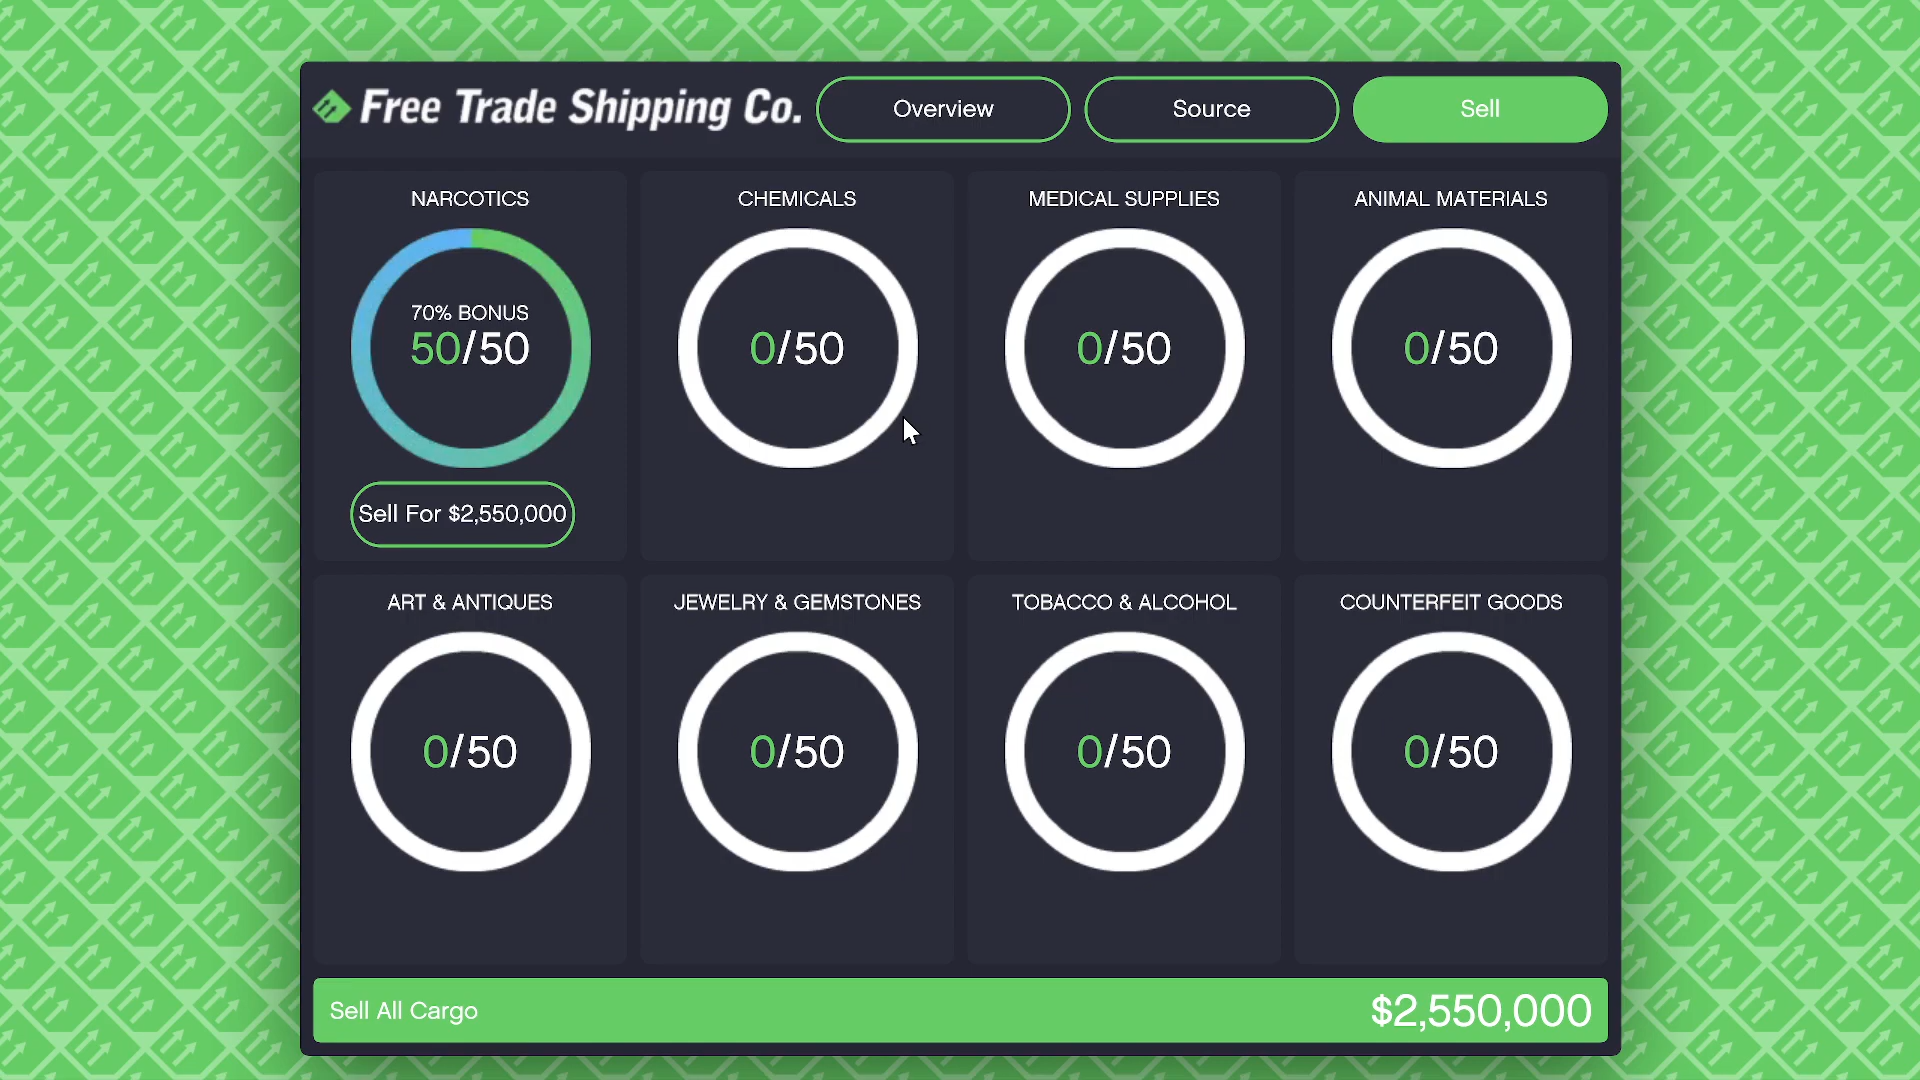 Free Trade Shipping Co.
Overview
Source
Sell
NARCOTICS
70% BONUS
50/50
Sell For $2,550,000
CHEMICALS
0/50
MEDICAL SUPPLIES
0/50
ANIMAL MATERIALS
0/50
ART & ANTIQUES
0/50
JEWELRY & GEMSTONES
0/50
TOBACCO & ALCOHOL
0/50
COUNTERFEIT GOODS
0/50
Sell All Cargo
$2,550,000